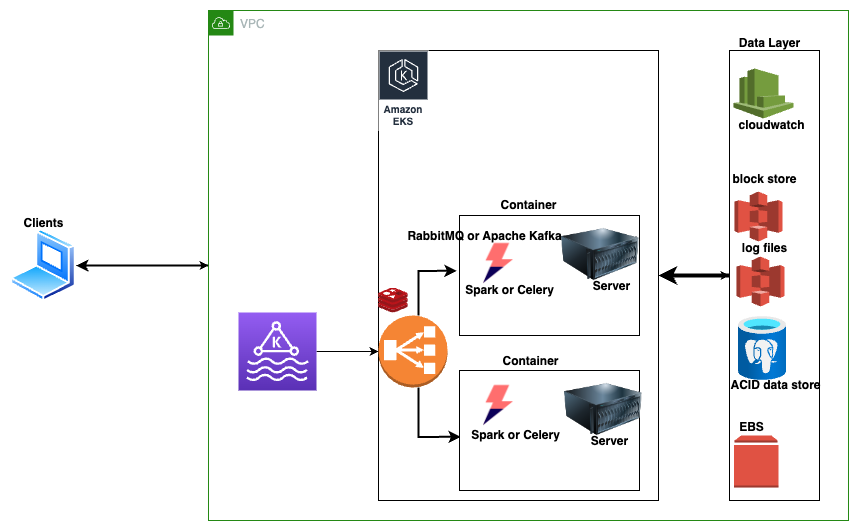 VPC
Data Layer
Amazon
EKS
cloudwatch
block store
Container
Clients
RabbitMQ or Apache Kafka
log files
Spark or Celery
Server
K
Container
ACID data store
Spark or Celery
Server
EBS
K